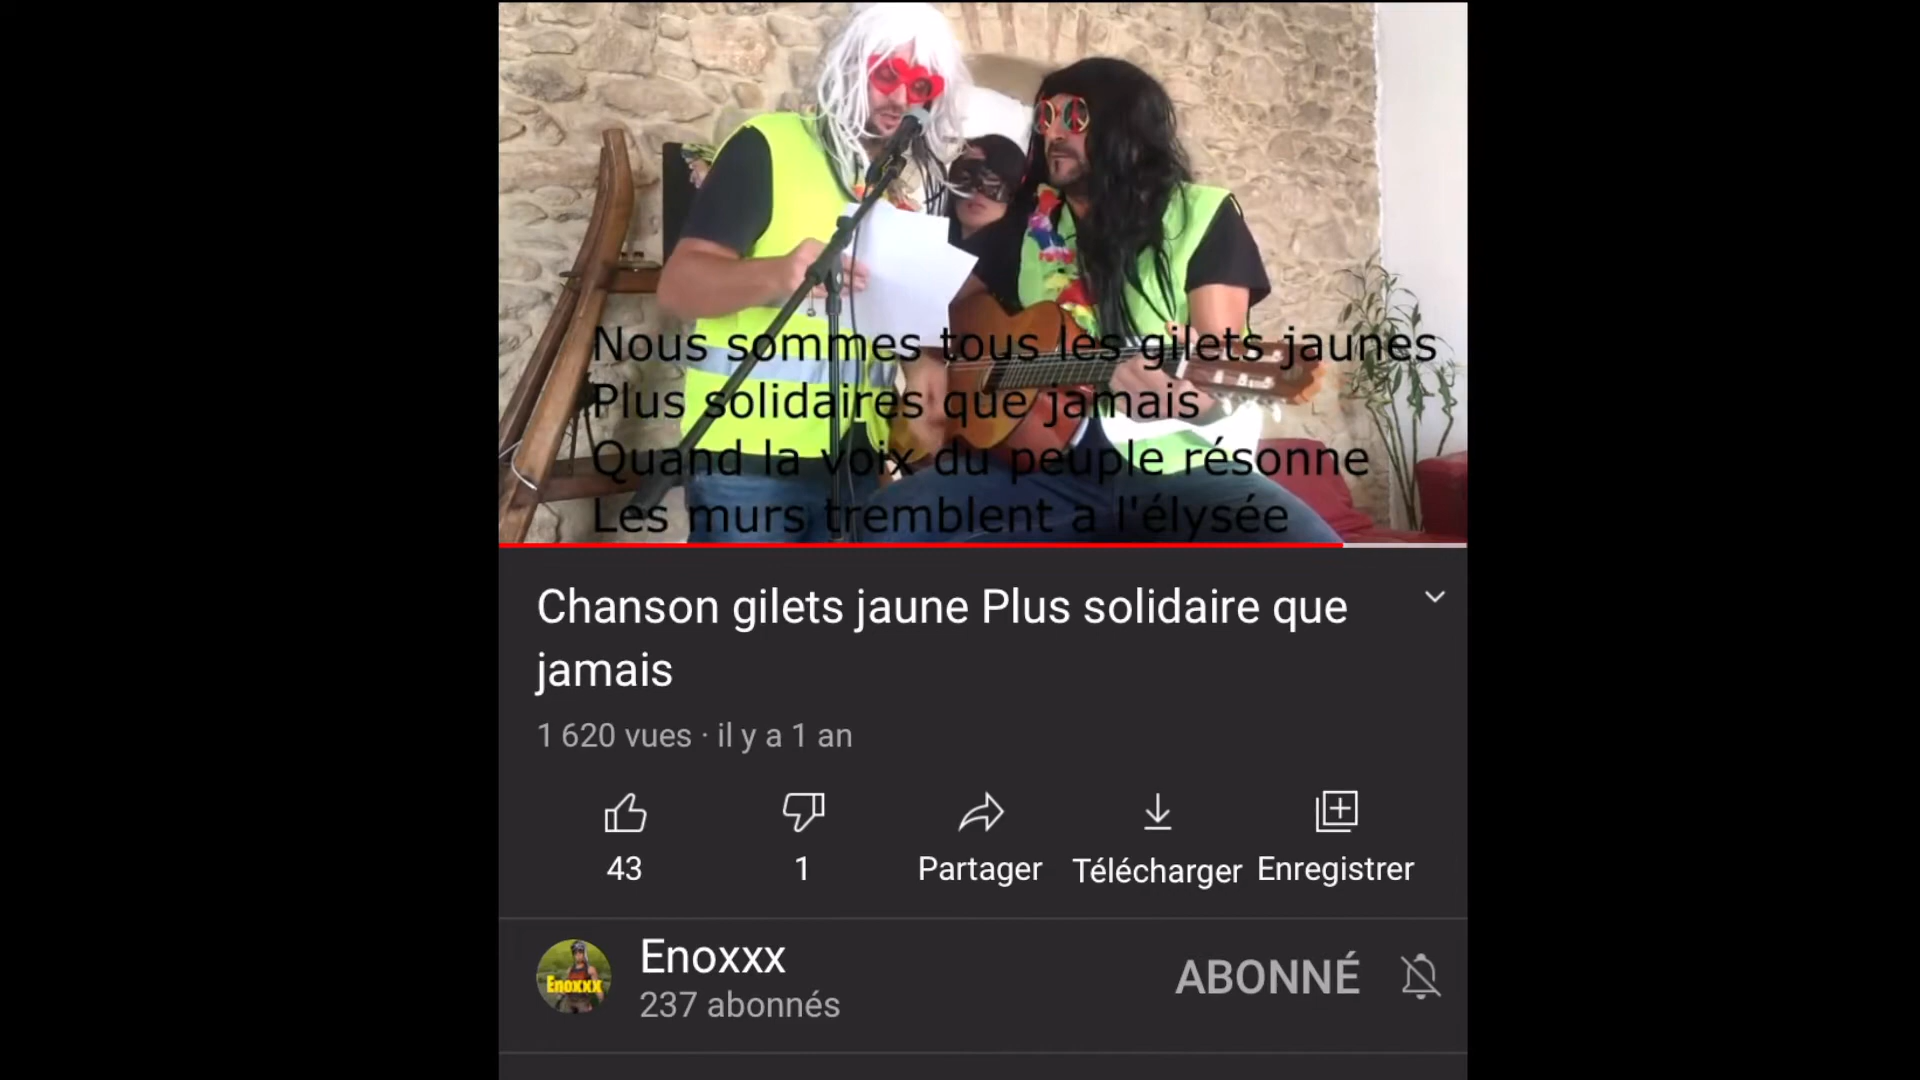 Nous sommes tous les gilets jaunes
Plus solidaires que jamais
Quand la voix du peuple résonne
Les murs tremblent a l'élysée
Chanson gilets jaune Plus solidaire que
jamais
1 620 vues · il y a 1 an
43
1
Partager
Télécharger
Enregistrer
Enoxxx
Enoxxx
237 abonnés
ABONNÉ